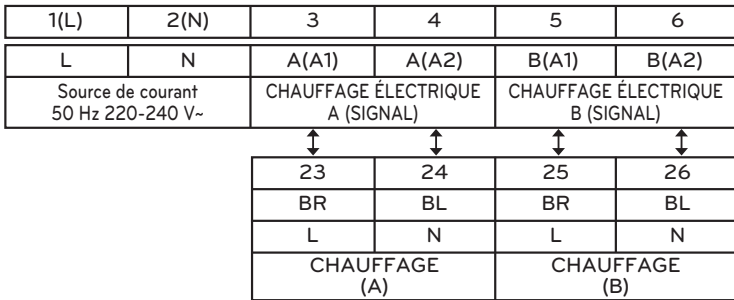 1(L) 2(N) 3 4 5 6
L N A(A1) A(A2) B(A1) B(A2)
Source de courant CHAUFFAGE ÉLECTRIQUE CHAUFFAGE ÉLECTRIQUE
50 Hz 220-240 V~ A (SIGNAL) B (SIGNAL)
23 24 25 26
BR BL BR BL
L N L N
CHAUFFAGE CHAUFFAGE
(A) (B)